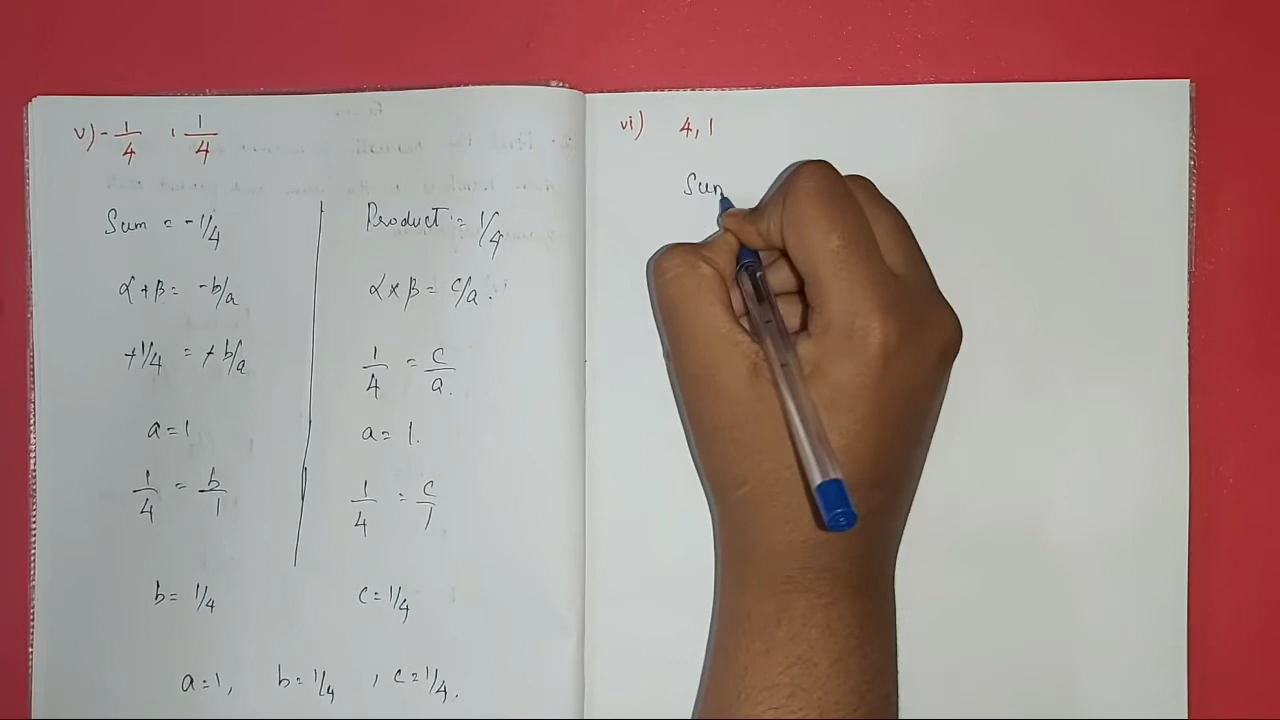 v) -1/4 , 1/4
Sum = -1/4
α+β = -b/a
+1/4 = +b/a
a=1
1/4 = b/1
b= 1/4
Product = 1/4
α×β = c/a.
1/4 = c/a.
a= 1.
1/4 = c/1
c=1/4
a=1, b=1/4 , c=1/4.
vi) 4, 1
Sum